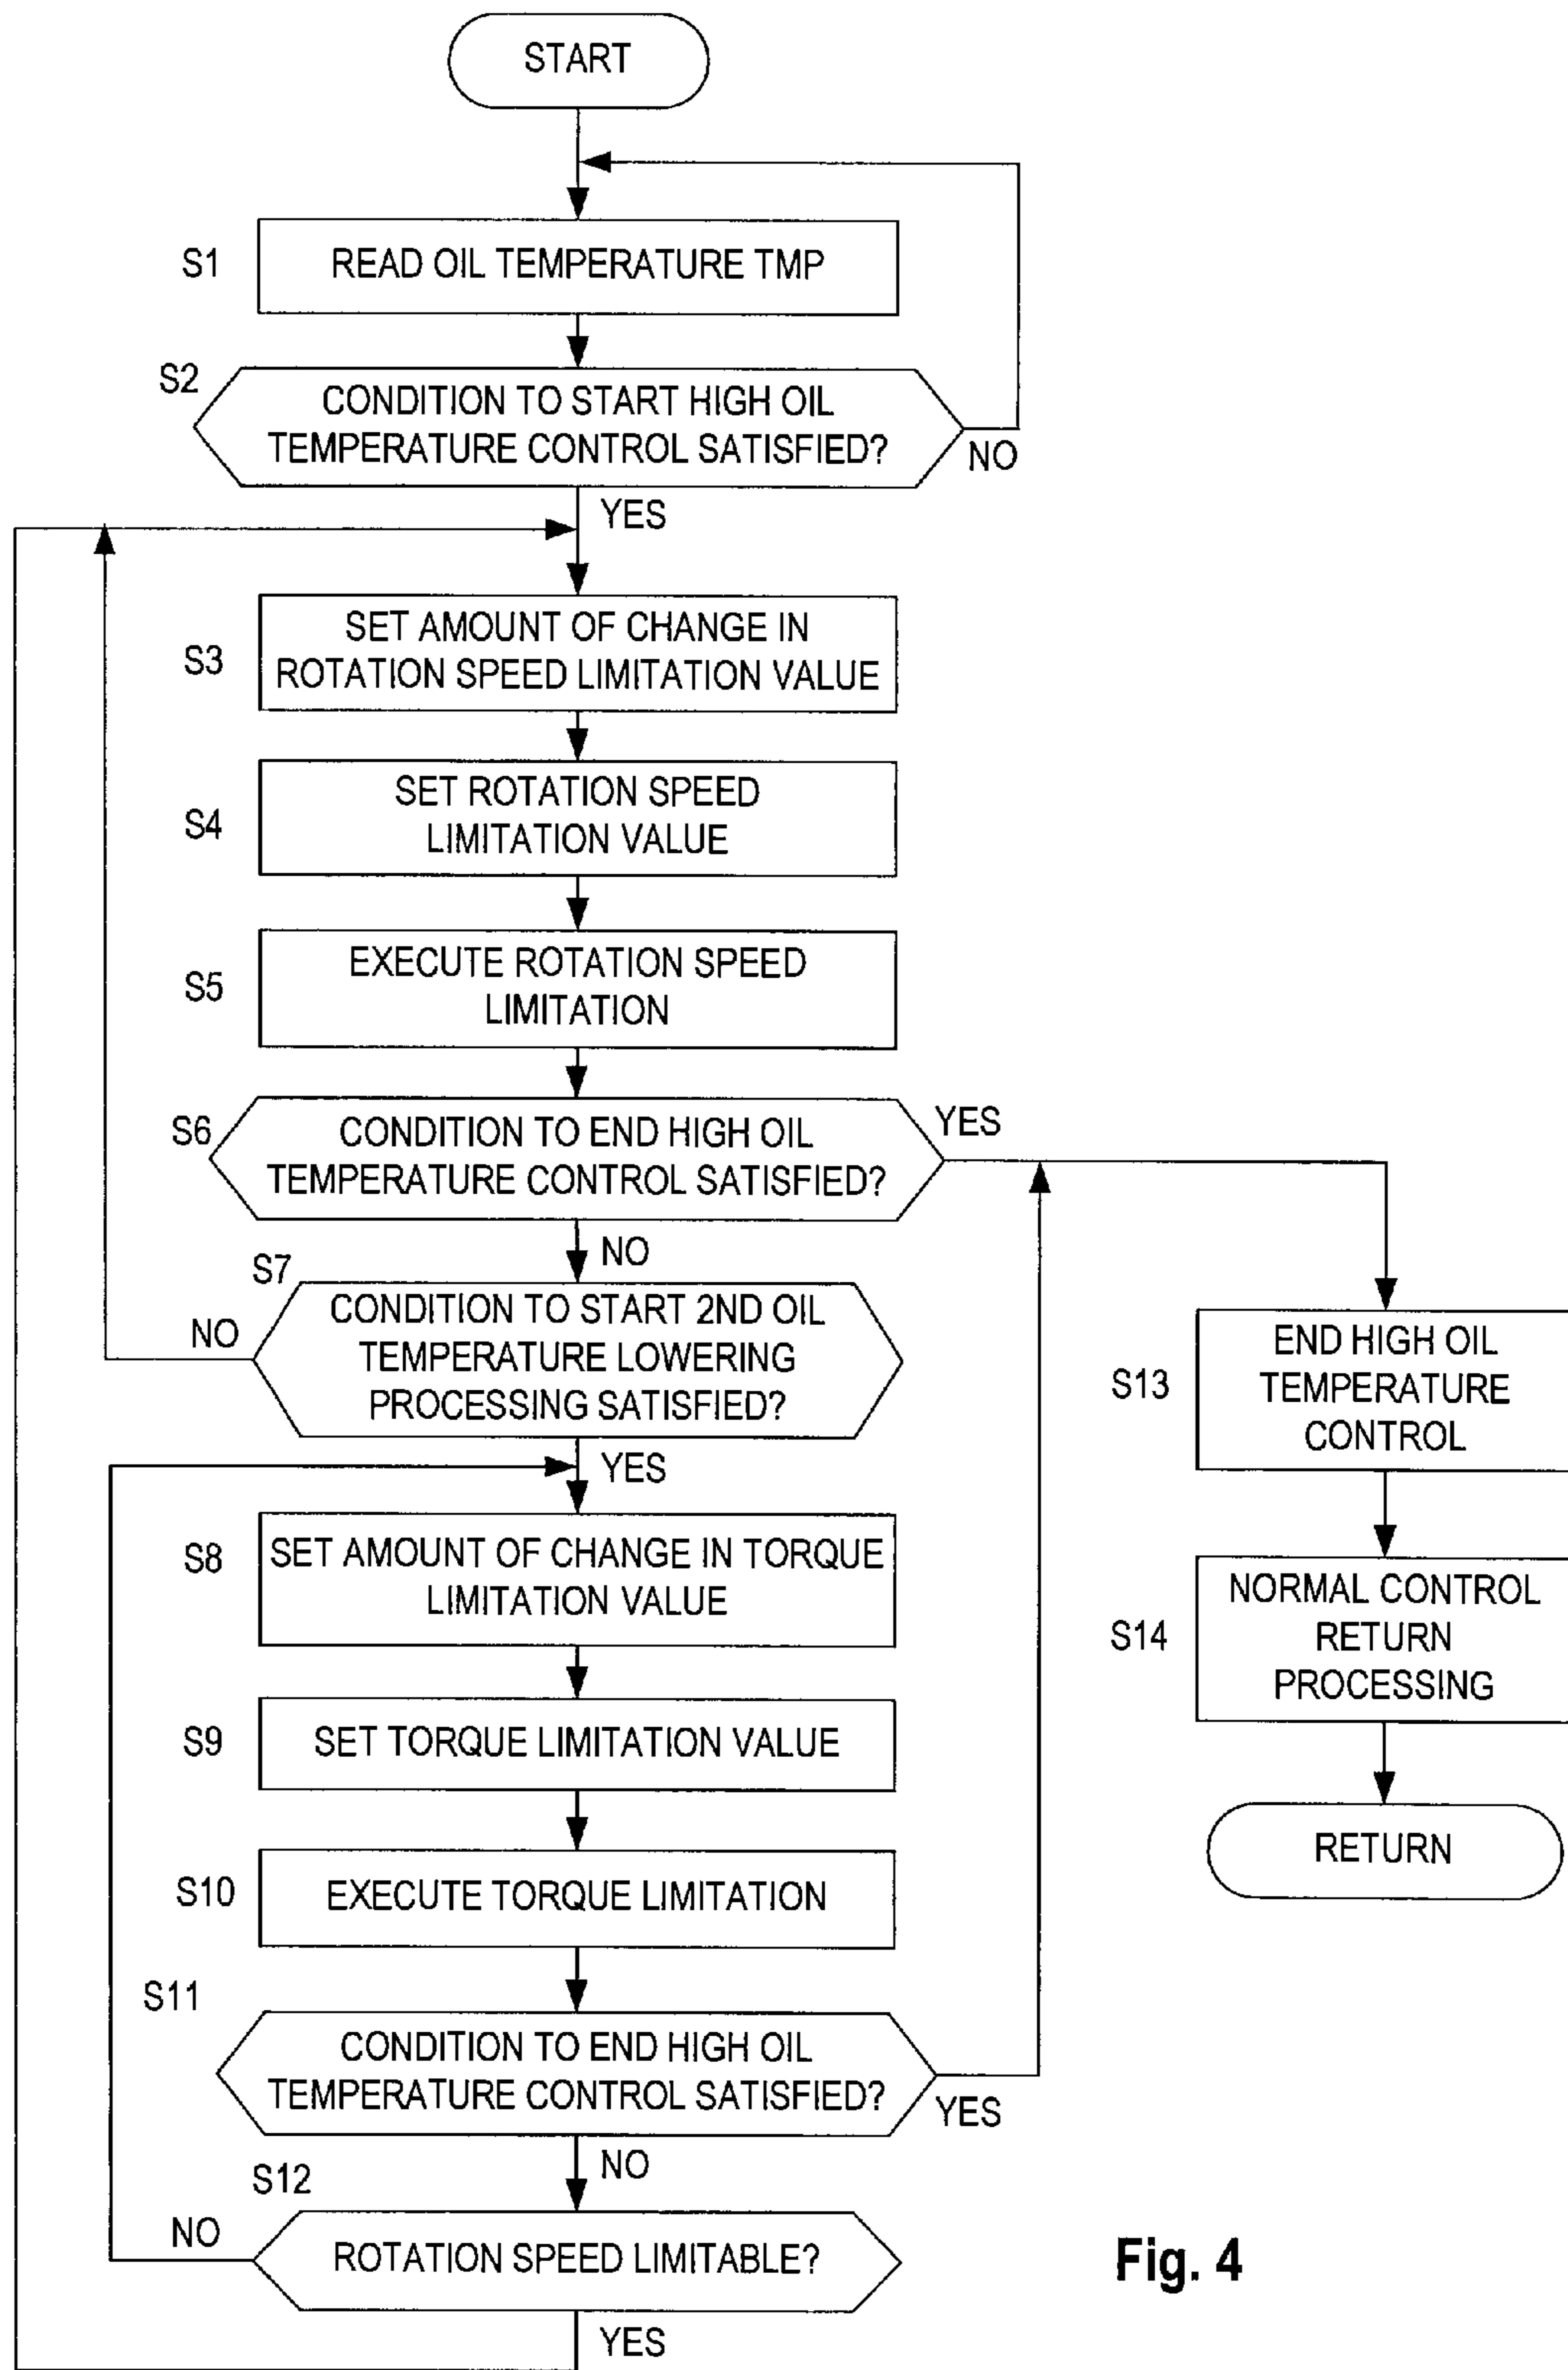 START
S1
READ OIL TEMPERATURE TMP
S2
CONDITION TO START HIGH OIL
TEMPERATURE CONTROL SATISFIED?
NO
YES
S3
SET AMOUNT OF CHANGE IN
ROTATION SPEED LIMITATION VALUE
S4
SET ROTATION SPEED
LIMITATION VALUE
S5
EXECUTE ROTATION SPEED
LIMITATION
S6
CONDITION TO END HIGH OIL
TEMPERATURE CONTROL SATISFIED?
YES
NO
S7
CONDITION TO START 2ND OIL
TEMPERATURE LOWERING
PROCESSING SATISFIED?
NO
YES
S8
SET AMOUNT OF CHANGE IN TORQUE
LIMITATION VALUE
S9
SET TORQUE LIMITATION VALUE
S10
EXECUTE TORQUE LIMITATION
S11
CONDITION TO END HIGH OIL
TEMPERATURE CONTROL SATISFIED?
YES
NO
S12
ROTATION SPEED LIMITABLE?
NO
YES
S13
END HIGH OIL
TEMPERATURE
CONTROL
S14
NORMAL CONTROL
RETURN
PROCESSING
RETURN
Fig. 4